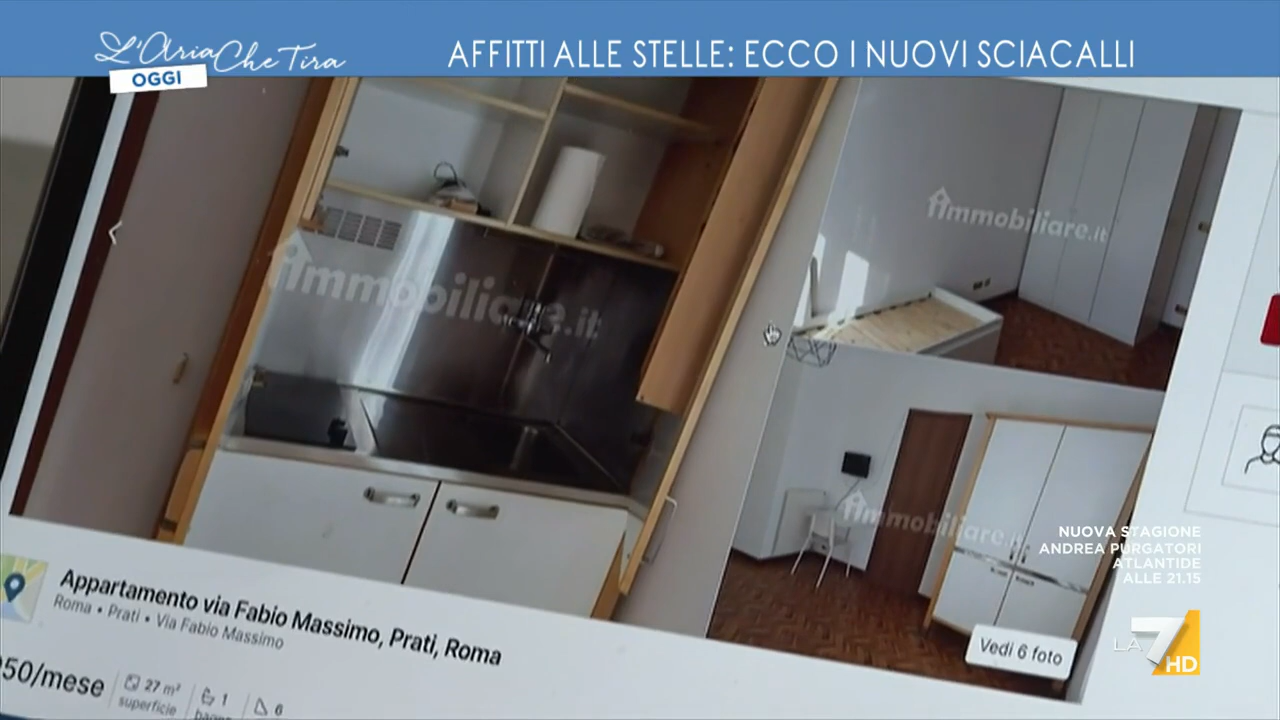 L'Aria Che Tira
OGGI
AFFITTI ALLE STELLE: ECCO I NUOVI SCIACALLI
immobiliare.it
immobiliare.it
immobiliare.it
NUOVA STAGIONE
ANDREA PURGATORI
ATLANTIDE
ALLE 21.15
LA7 HD
Vedi 6 foto
Appartamento via Fabio Massimo, Prati, Roma
Roma • Prati • Via Fabio Massimo
50/mese
27 m²
superficie
1
6